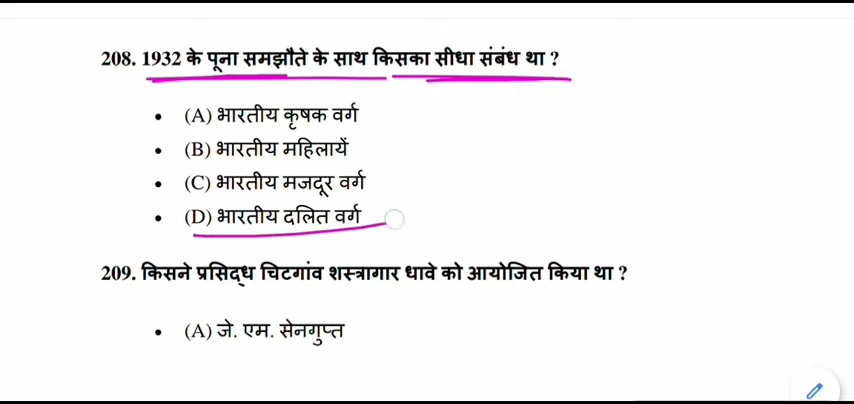 208. 1932 के पूना समझौते के साथ किसका सीधा संबंध था ?
• (A) भारतीय कृषक वर्ग
• (B) भारतीय महिलायें
• (C) भारतीय मजदूर वर्ग
• (D) भारतीय दलित वर्ग
209. किसने प्रसिद्ध चिटगांव शस्त्रागार धावे को आयोजित किया था ?
• (A) जे. एम. सेनगुप्त